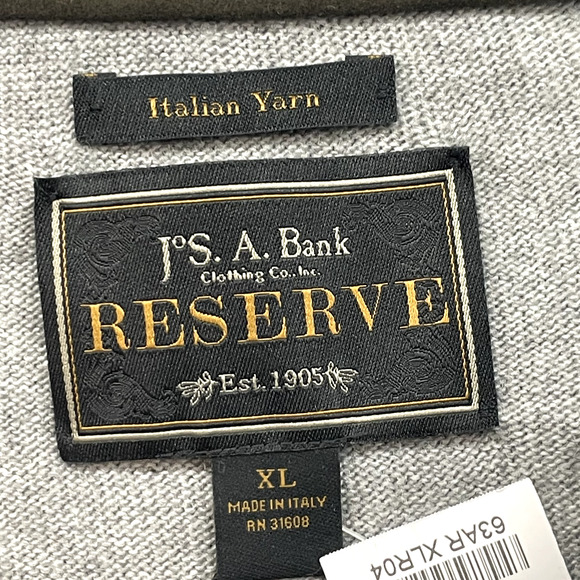 Italian Yarn
JoS. A. Bank
Clothing Co., Inc.
RESERVE
Est. 1905
XL
MADE IN ITALY
RN 31608
63AR XLR04